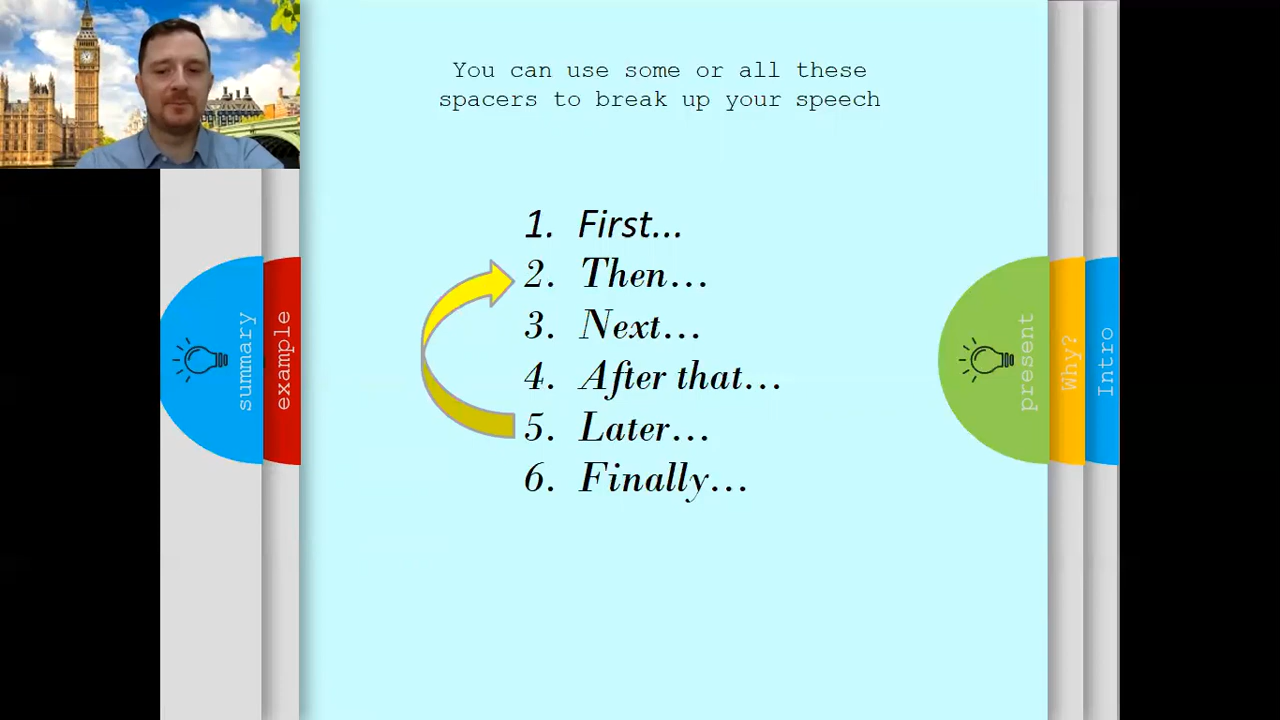 You can use some or all these
spacers to break up your speech
1. First...
2. Then...
3. Next...
4. After that...
5. Later...
6. Finally...
summary
example
present
Why?
Intro